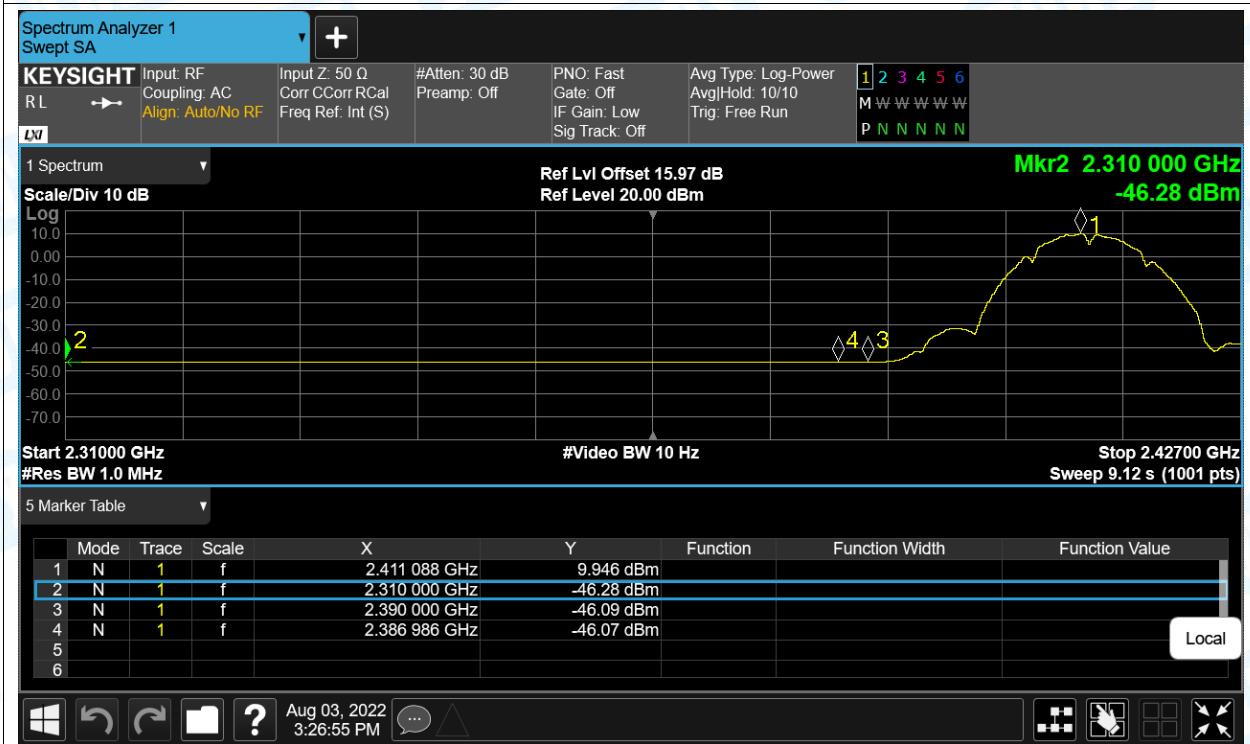 Spectrum Analyzer 1
Swept SA
KEYSIGHT
RL
LXI
Input: RF
Coupling: AC
Align: Auto/No RF
Input Z: 50 Ω
Corr CCorr RCal
Freq Ref: Int (S)
#Atten: 30 dB
Preamp: Off
PNO: Fast
Gate: Off
IF Gain: Low
Sig Track: Off
Avg Type: Log-Power
Avg|Hold: 10/10
Trig: Free Run
1 2 3 4 5 6
M W W W W W
P N N N N N
1 Spectrum
Scale/Div 10 dB
Ref Lvl Offset 15.97 dB
Ref Level 20.00 dBm
Mkr2 2.310 000 GHz
-46.28 dBm
Log
10.0
0.00
-10.0
-20.0
-30.0
-40.0
-50.0
-60.0
-70.0
2
4
3
1
Start 2.31000 GHz
#Res BW 1.0 MHz
#Video BW 10 Hz
Stop 2.42700 GHz
Sweep 9.12 s (1001 pts)
5 Marker Table
Mode Trace Scale X Y Function Function Width Function Value
1 N 1 f 2.411 088 GHz 9.946 dBm
2 N 1 f 2.310 000 GHz -46.28 dBm
3 N 1 f 2.390 000 GHz -46.09 dBm
4 N 1 f 2.386 986 GHz -46.07 dBm
5
6
Local
?
Aug 03, 2022
3:26:55 PM